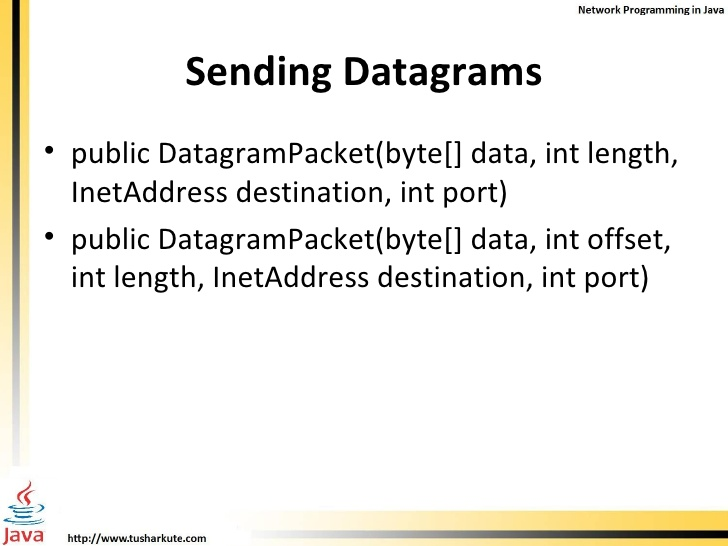 Network Programming in Java
Sending Datagrams
• public DatagramPacket(byte[] data, int length,
InetAddress destination, int port)
• public DatagramPacket(byte[] data, int offset,
int length, InetAddress destination, int port)
Java
http://www.tusharkute.com